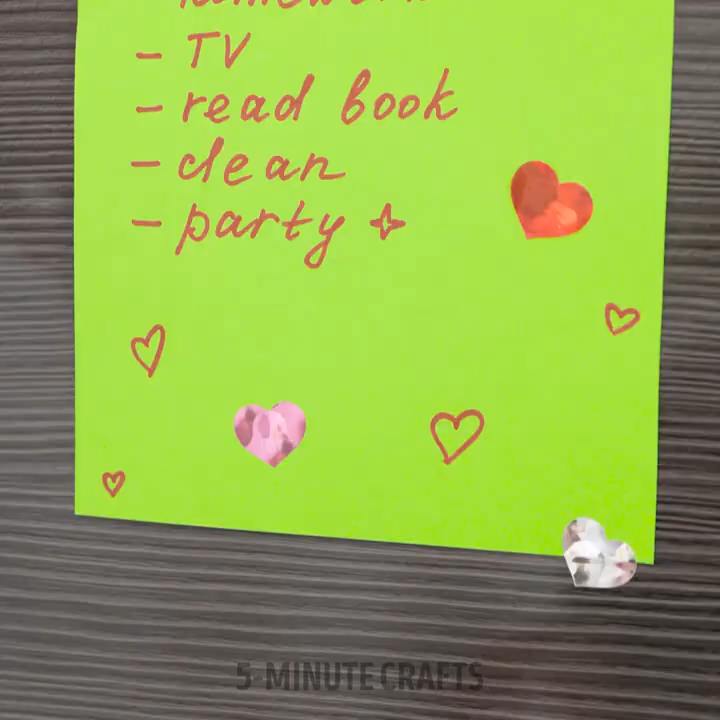 - TV
- read book
- clean
- party
5-MINUTE CRAFTS